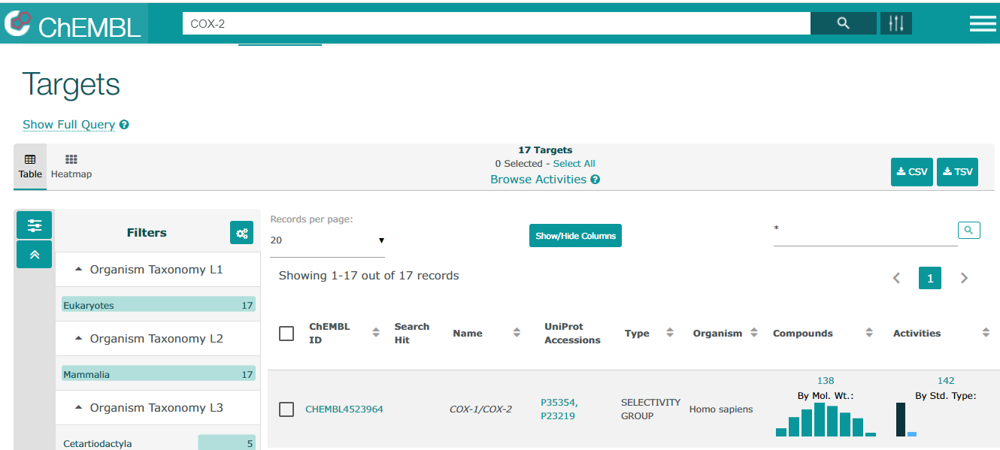 ChEMBL
COX-2
Targets
Show Full Query
Table
Heatmap
17 Targets
0 Selected - Select All
Browse Activities
CSV
TSV
Filters
Organism Taxonomy L1
Eukaryotes 17
Organism Taxonomy L2
Mammalia 17
Organism Taxonomy L3
Cetartiodactyla 5
Records per page:
20
Show/Hide Columns
*
Showing 1-17 out of 17 records
1
ChEMBL
ID
Search
Hit
Name
UniProt
Accessions
Type
Organism
Compounds
Activities
CHEMBL4523964
COX-1/COX-2
P35354,
P23219
SELECTIVITY
GROUP
Homo sapiens
138
By Mol. Wt.:
142
By Std. Type: